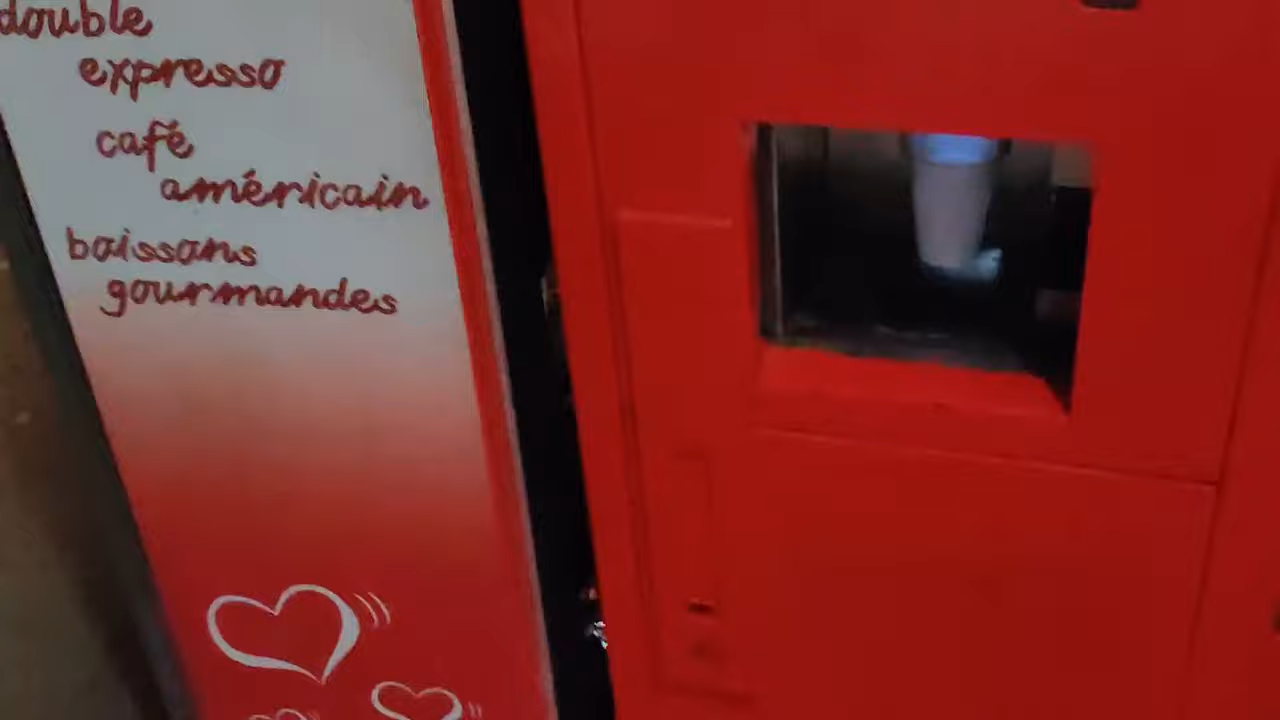 double
expresso
café
américain
boissons
gourmandes